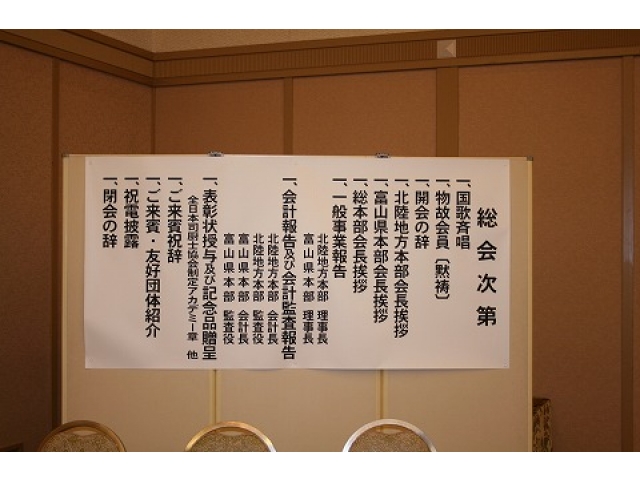 総会次第
一、国歌斉唱
一、物故会員〔黙祷〕
一、開会の辞
一、北陸地方本部会長挨拶
一、富山県本部会長挨拶
一、総本部会長挨拶
一、一般事業報告
北陸地方本部 理事長
富山県本部 理事長
一、会計報告及び会計監査報告
北陸地方本部 会計長
北陸地方本部 監査役
富山県本部 会計長
富山県本部 監査役
一、表彰状授与及び記念品贈呈
全日本司厨士協会制定アカデミー章 他
一、ご来賓祝辞
一、ご来賓・友好団体紹介
一、祝電披露
一、閉会の辞